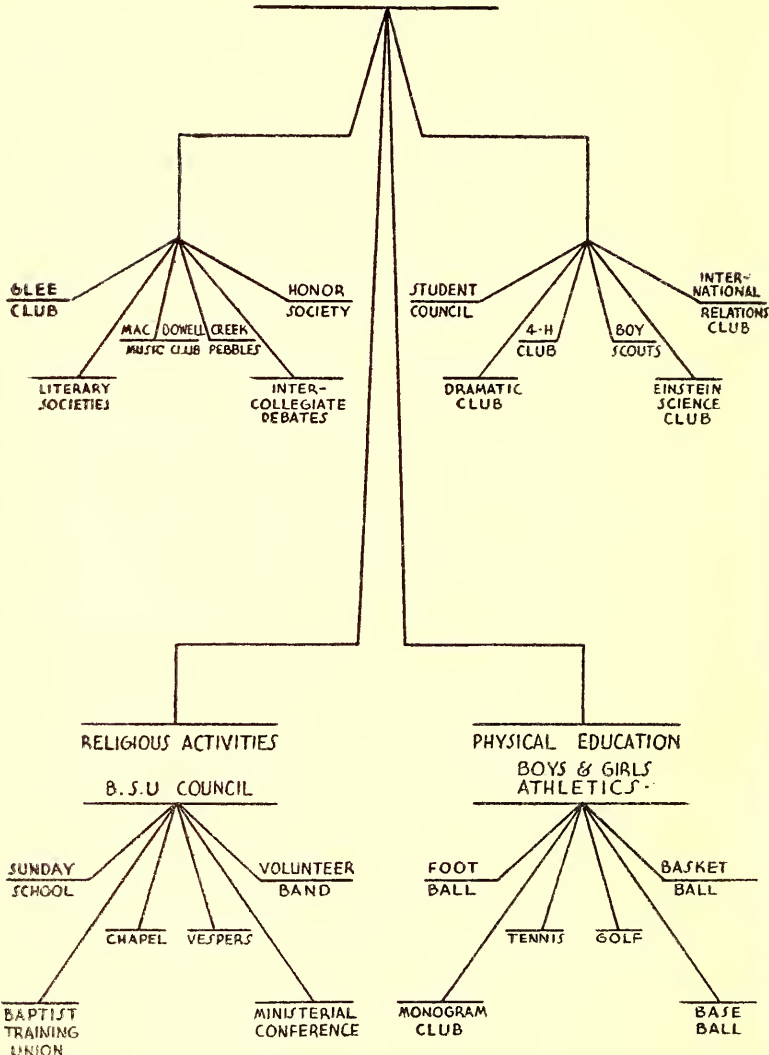 GLEE
CLUB
LITERARY
SOCIETIES
MAC DOWELL
MUSIC CLUB
CREEK
PEBBLES
INTER-
COLLEGIATE
DEBATES
HONOR
SOCIETY
STUDENT
COUNCIL
DRAMATIC
CLUB
4-H
CLUB
BOY
SCOUTS
EINSTEIN
SCIENCE
CLUB
INTER-
NATIONAL
RELATIONS
CLUB
RELIGIOUS ACTIVITIES
B.S.U COUNCIL
SUNDAY
SCHOOL
BAPTIST
TRAINING
UNION
CHAPEL
VESPERS
MINISTERIAL
CONFERENCE
VOLUNTEER
BAND
PHYSICAL EDUCATION
BOYS & GIRLS
ATHLETICS-
FOOT
BALL
MONOGRAM
CLUB
TENNIS
GOLF
BASE
BALL
BASKET
BALL